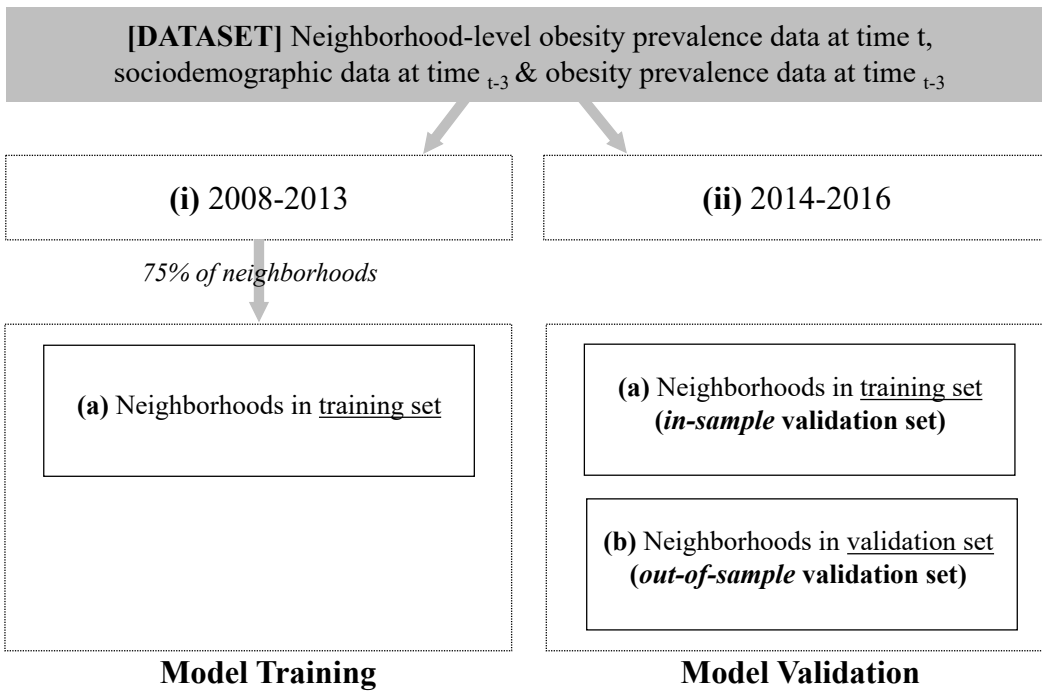 [DATASET] Neighborhood-level obesity prevalence data at time t,
sociodemographic data at time t-3 & obesity prevalence data at time t-3
(i) 2008-2013
(ii) 2014-2016
75% of neighborhoods
(a) Neighborhoods in training set
(a) Neighborhoods in training set
(in-sample validation set)
(b) Neighborhoods in validation set
(out-of-sample validation set)
Model Training
Model Validation